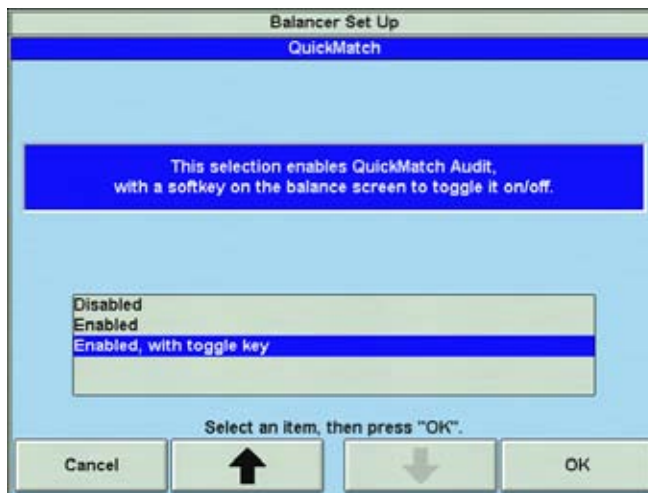 Balancer Set Up
QuickMatch
This selection enables QuickMatch Audit,
with a softkey on the balance screen to toggle it on/off.
Disabled
Enabled
Enabled, with toggle key
Select an item, then press "OK".
Cancel
OK